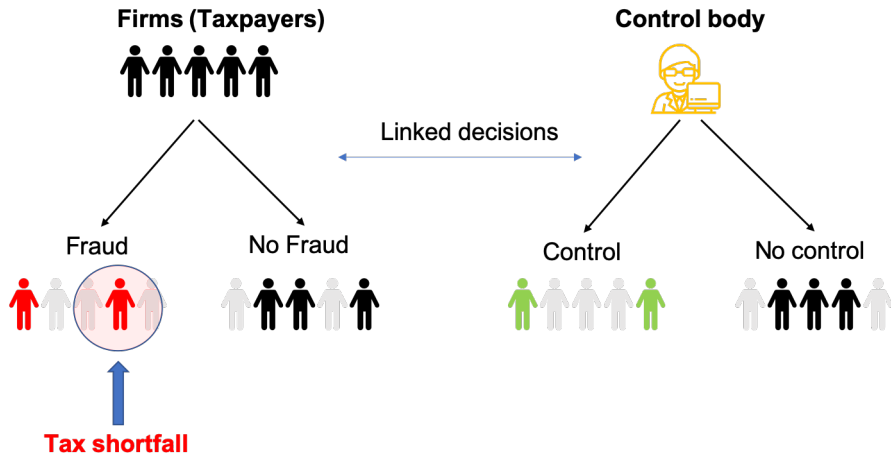 Firms (Taxpayers)
Control body
Linked decisions
Fraud
No Fraud
Control
No control
Tax shortfall